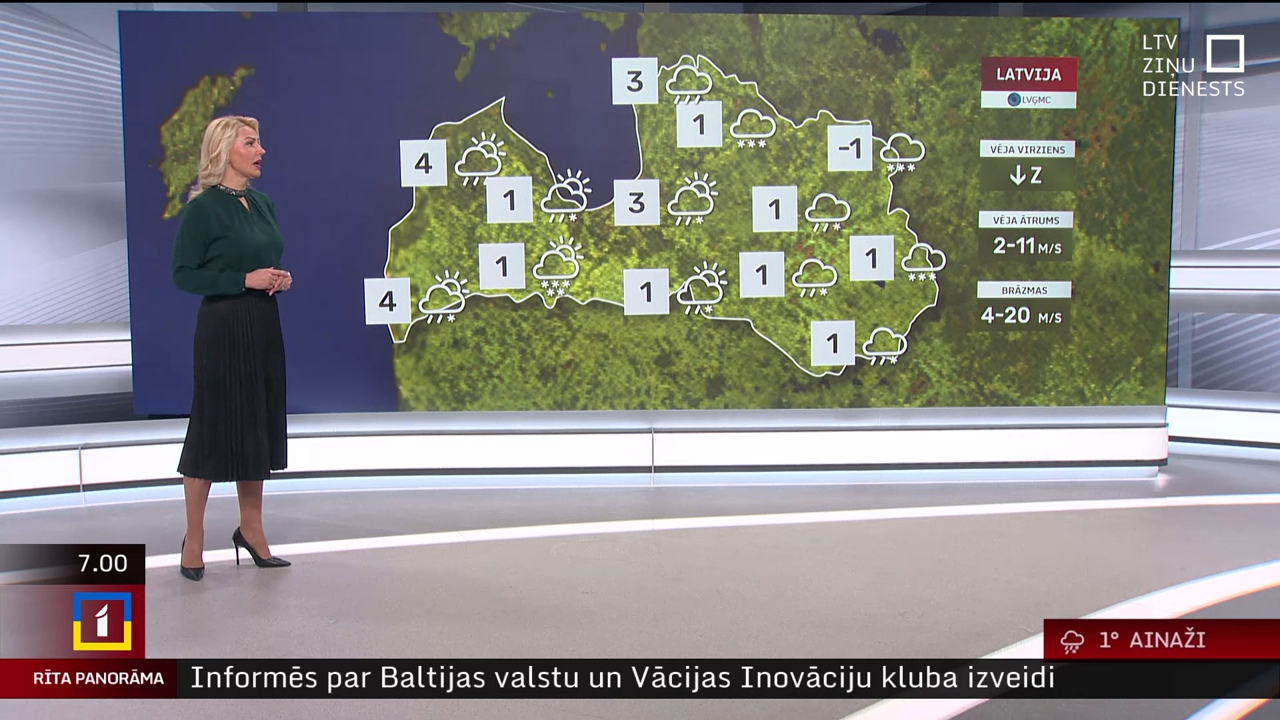 LTV
ZIŅU
DIENESTS
LATVIJA
LVĢMC
VĒJA VIRZIENS
Z
VĒJA ĀTRUMS
2-11 M/S
BRĀZMAS
4-20 M/S
3
1
-1
4
1
3
1
1
1
4
1
1
1
7.00
1
1° AINAŽI
RĪTA PANORĀMA
Informēs par Baltijas valstu un Vācijas Inovāciju kluba izveidi